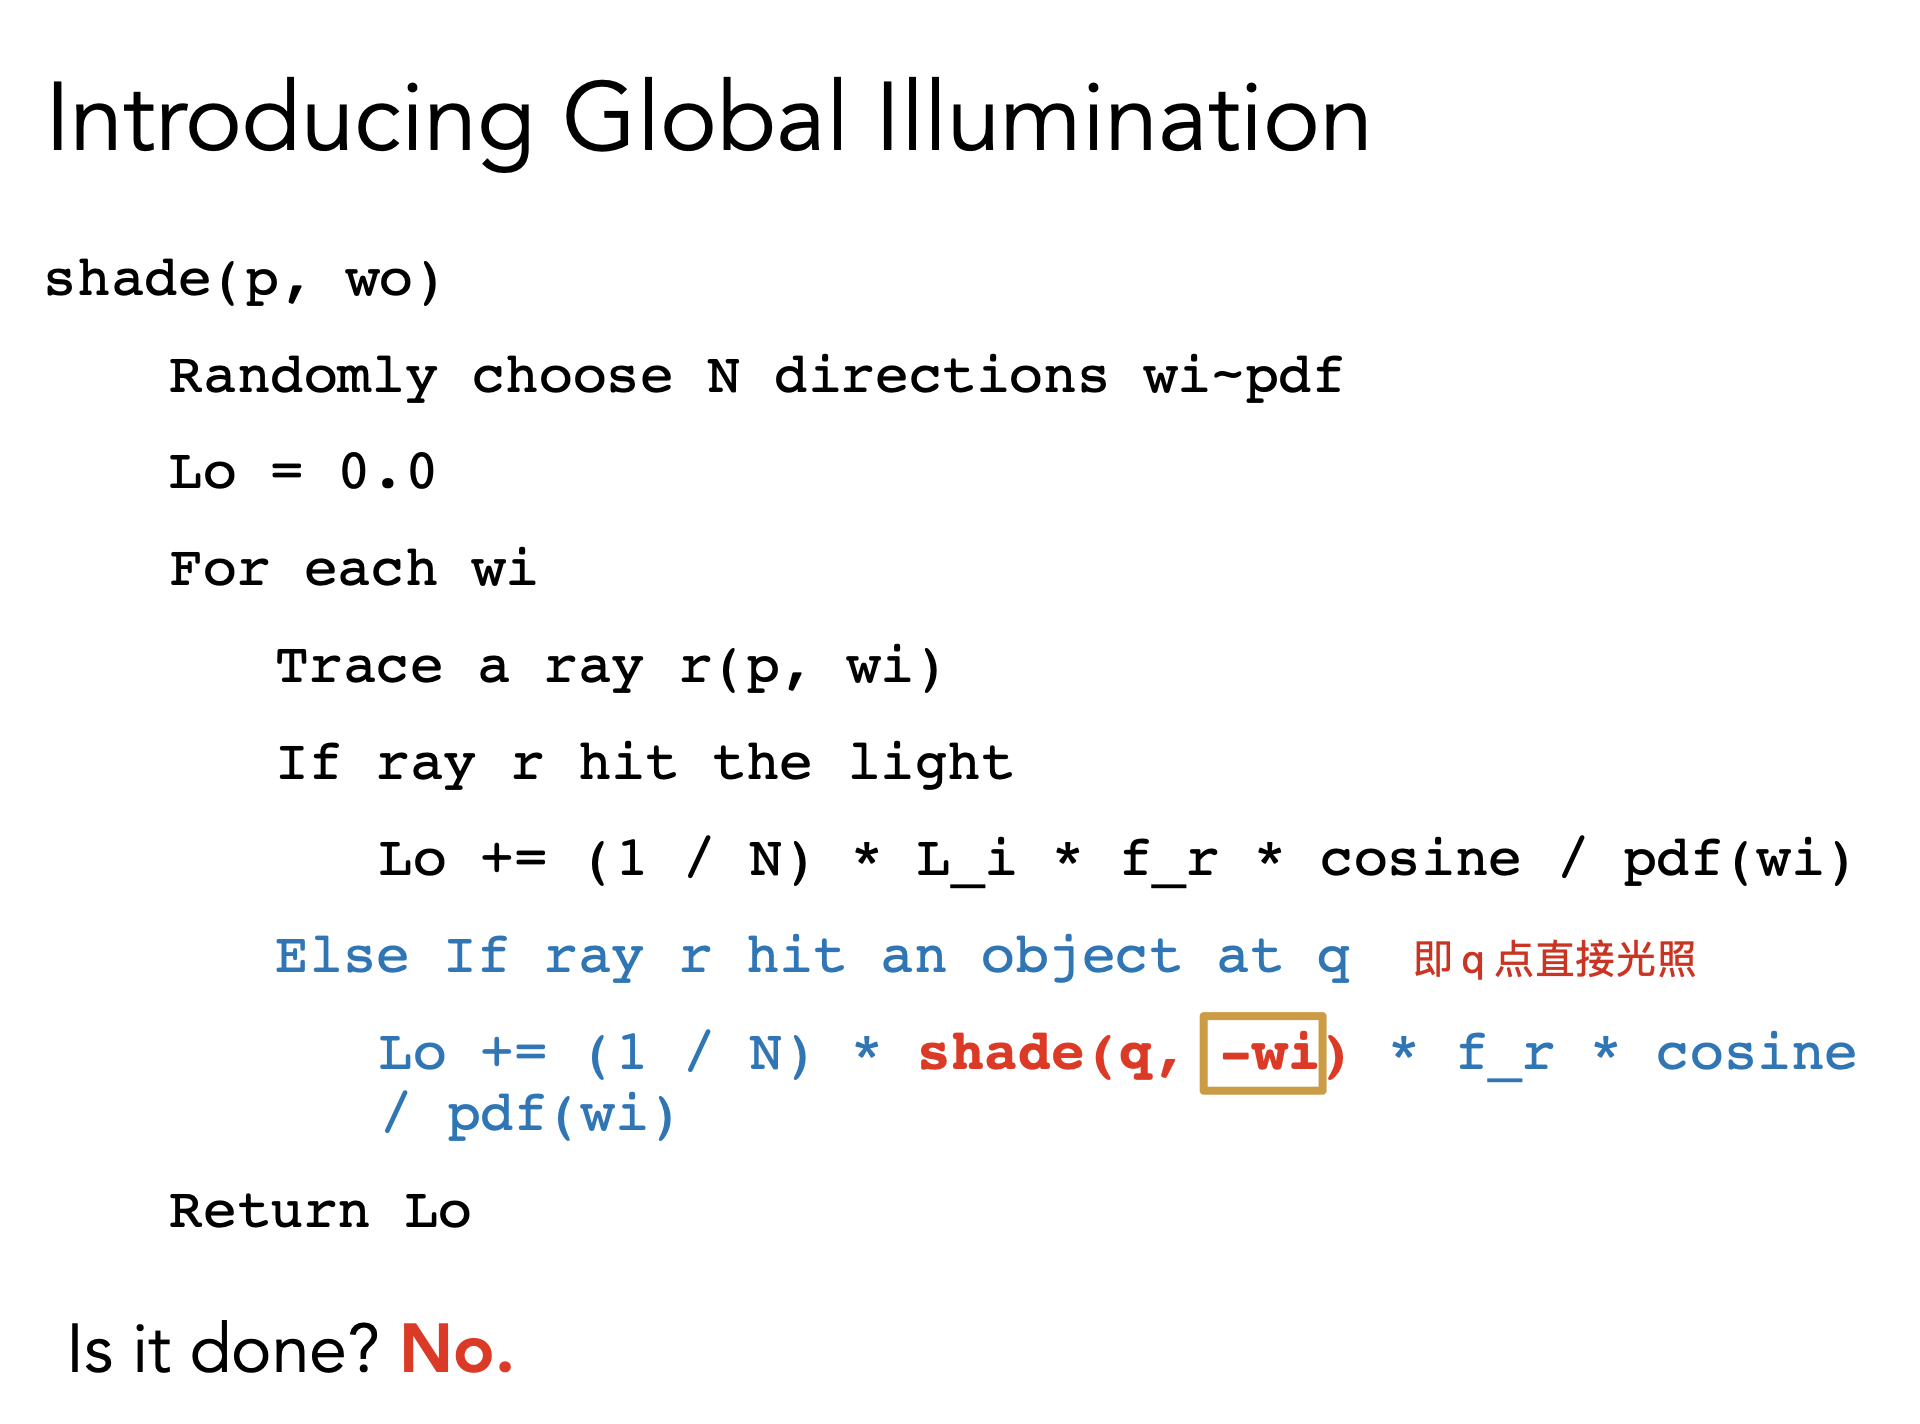 Introducing Global Illumination
shade(p, wo)
Randomly choose N directions wi~pdf
Lo = 0.0
For each wi
Trace a ray r(p, wi)
If ray r hit the light
Lo += (1 / N) * L_i * f_r * cosine / pdf(wi)
Else If ray r hit an object at q 即 q 点直接光照
Lo += (1 / N) * shade(q, -wi) * f_r * cosine
/ pdf(wi)
Return Lo
Is it done? No.